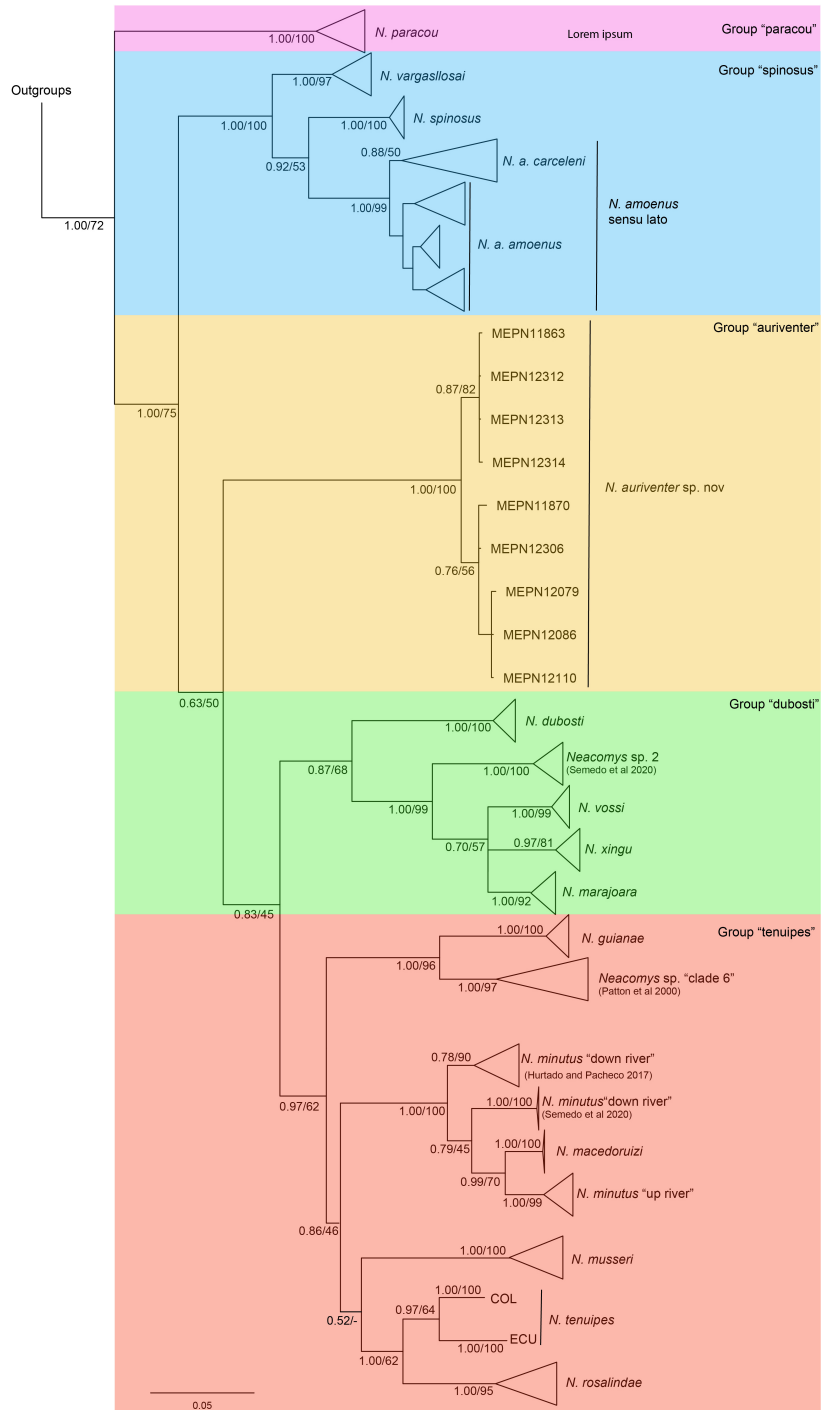 Group “paracou”
Lorem ipsum
N. paracou
1.00/100
Group “spinosus”
N. vargasllosai
1.00/97
Outgroups
1.00/100
1.00/100
N. spinosus
0.92/53
0.88/50
N. a. carceleni
1.00/99
N. amoenus
sensu lato
1.00/72
N. a. amoenus
Group “auriventer”
MEPN11863
MEPN12312
0.87/82
1.00/75
MEPN12313
MEPN12314
1.00/100
N. auriventer sp. nov
MEPN11870
MEPN12306
0.76/56
MEPN12079
MEPN12086
MEPN12110
0.63/50
Group “dubosti”
N. dubosti
1.00/100
Neacomys sp. 2
(Semedo et al 2020)
1.00/100
0.87/68
1.00/99
N. vossi
1.00/99
0.70/57
0.97/81
N. xingu
N. marajoara
1.00/92
0.83/45
Group “tenuipes”
1.00/100
N. guianae
1.00/96
Neacomys sp. “clade 6”
(Patton et al 2000)
1.00/97
0.78/90
N. minutus “down river”
(Hurtado and Pacheco 2017)
0.97/62
1.00/100
1.00/100
N. minutus“down river”
(Semedo et al 2020)
0.79/45
1.00/100
N. macedoruizi
0.99/70
N. minutus “up river”
1.00/99
0.86/46
1.00/100
N. musseri
1.00/100
COL
0.97/64
0.52/-
N. tenuipes
ECU
1.00/100
1.00/62
N. rosalindae
1.00/95
0.05